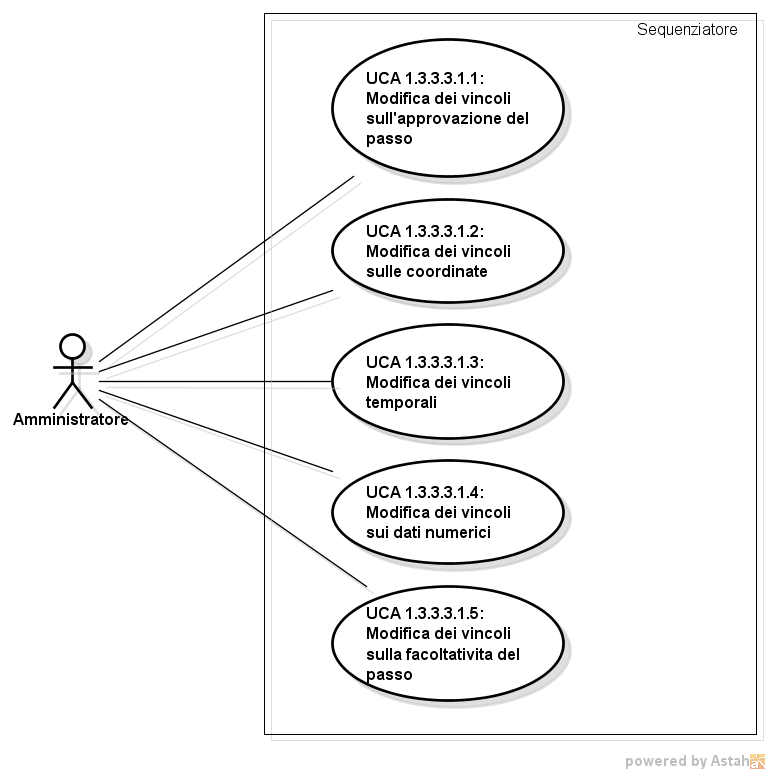 Sequenziatore
UCA 1.3.3.3.1.1:
Modifica dei vincoli
sull'approvazione del
passo
UCA 1.3.3.3.1.2:
Modifica dei vincoli
sulle coordinate
UCA 1.3.3.3.1.3:
Modifica dei vincoli
temporali
Amministratore
UCA 1.3.3.3.1.4:
Modifica dei vincoli
sui dati numerici
UCA 1.3.3.3.1.5:
Modifica dei vincoli
sulla facoltativita del
passo
powered by Astah